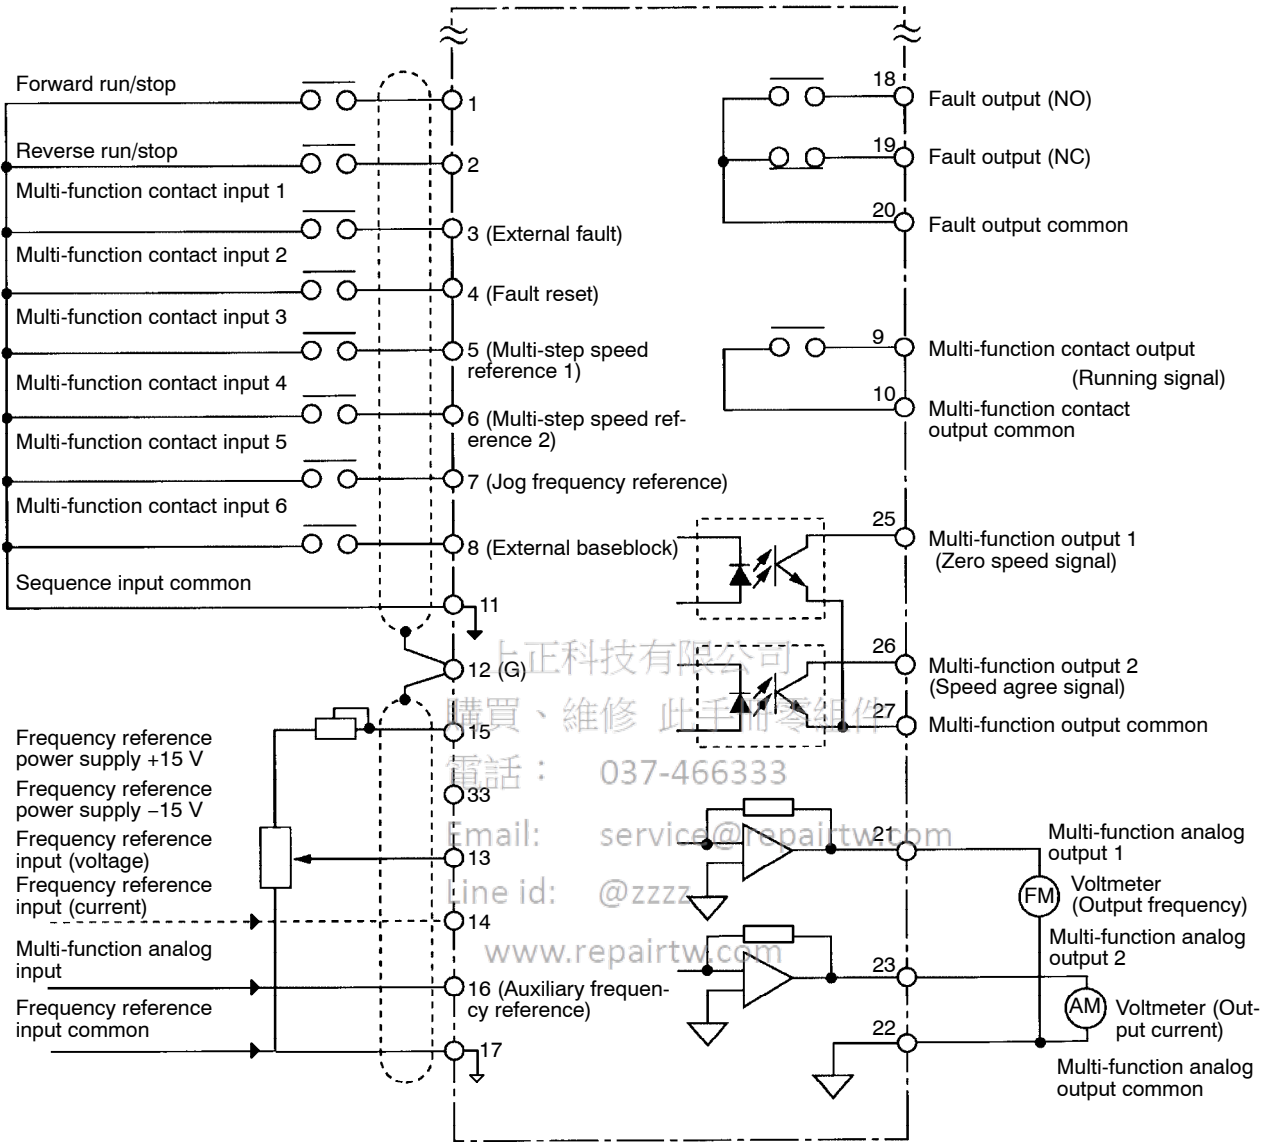 Forward run/stop
1
Reverse run/stop
2
Multi-function contact input 1
3 (External fault)
Multi-function contact input 2
4 (Fault reset)
Multi-function contact input 3
5 (Multi-step speed
reference 1)
Multi-function contact input 4
6 (Multi-step speed ref-
erence 2)
Multi-function contact input 5
7 (Jog frequency reference)
Multi-function contact input 6
8 (External baseblock)
Sequence input common
11
12 (G)
15
Frequency reference
power supply +15 V
33
Frequency reference
power supply −15 V
13
Frequency reference
input (voltage)
14
Frequency reference
input (current)
Multi-function analog
input
16 (Auxiliary frequen-
cy reference)
Frequency reference
input common
17
18
Fault output (NO)
19
Fault output (NC)
20
Fault output common
9
Multi-function contact output
(Running signal)
10
Multi-function contact
output common
25
Multi-function output 1
(Zero speed signal)
26
Multi-function output 2
(Speed agree signal)
27
Multi-function output common
21
Multi-function analog
output 1
FM
Voltmeter
(Output frequency)
Multi-function analog
output 2
23
AM
Voltmeter (Out-
put current)
22
Multi-function analog
output common
上正科技有限公司
購買、維修 此手冊零組件
電話： 037-466333
Email: service@repairtw.com
Line id: @zzzz
www.repairtw.com